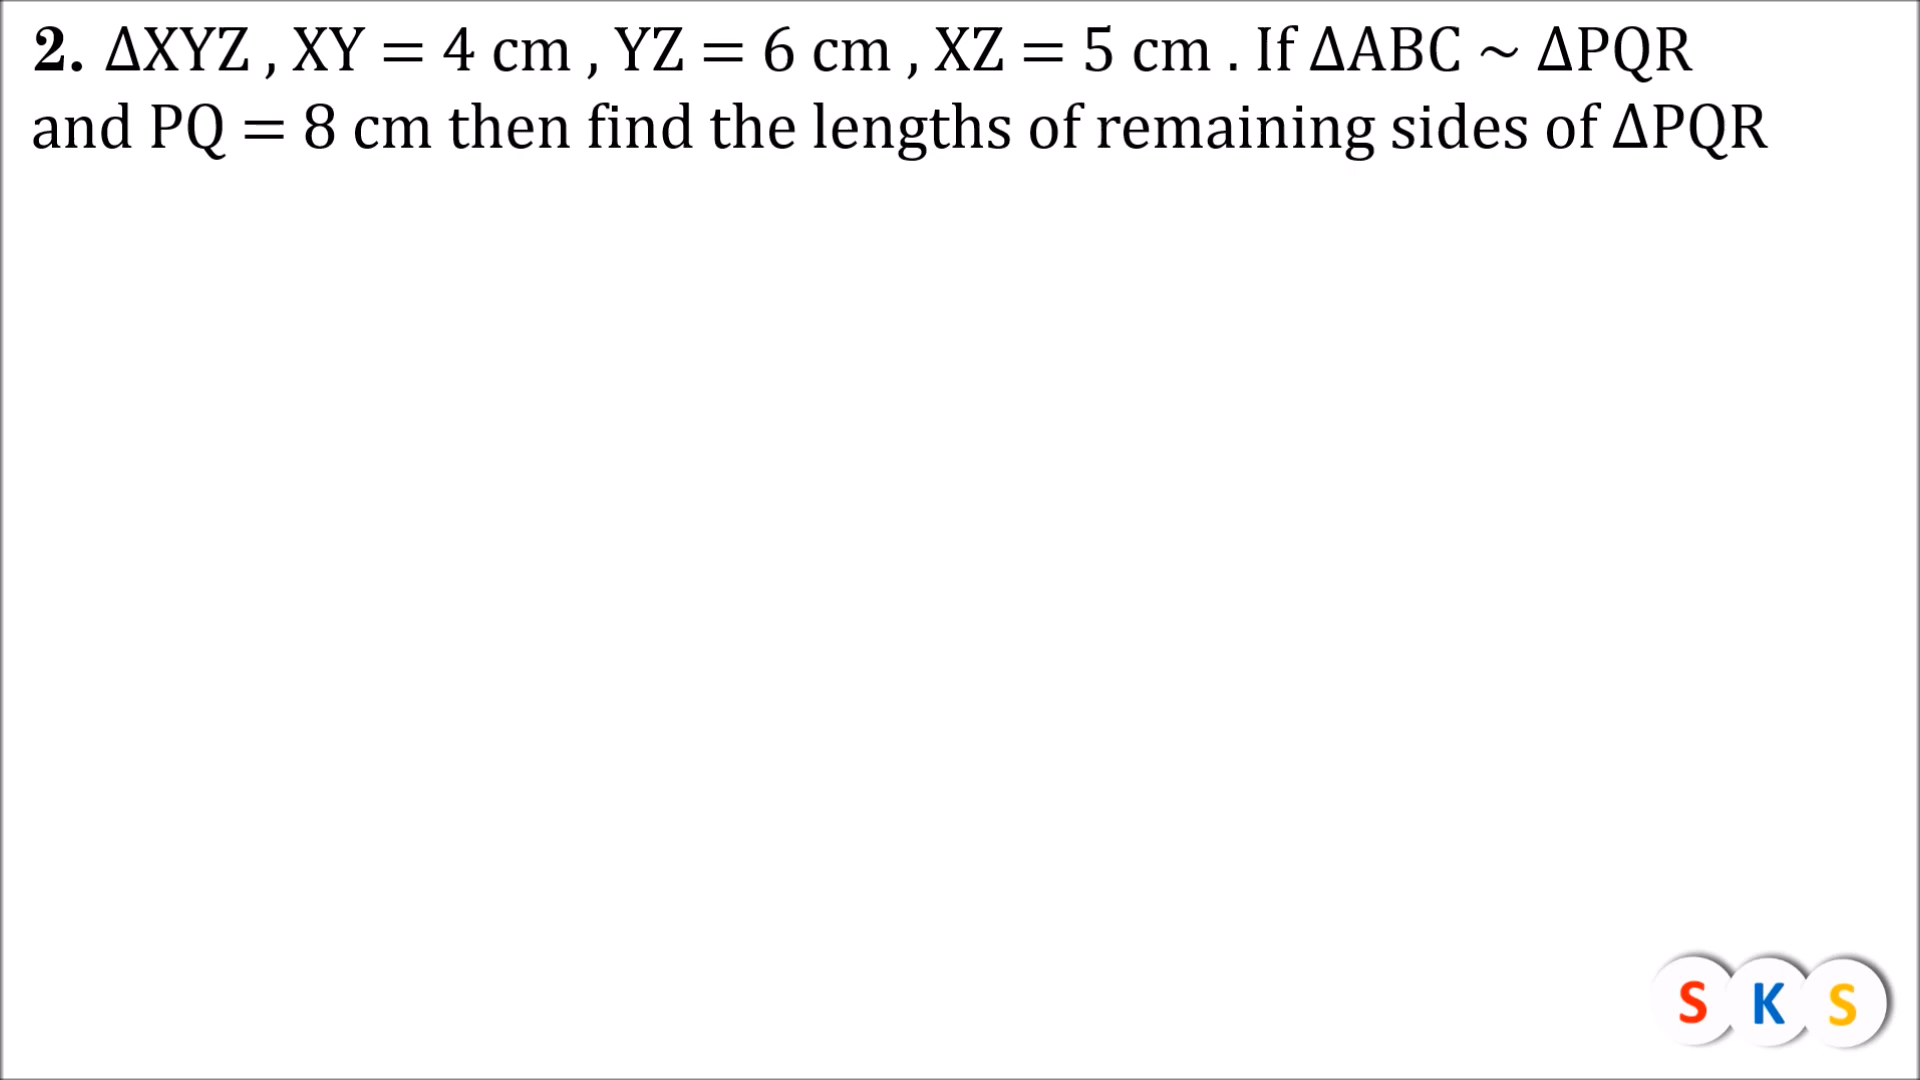 2. ΔXYZ , XY = 4 cm , YZ = 6 cm , XZ = 5 cm . If ΔABC ~ ΔPQR
and PQ = 8 cm then find the lengths of remaining sides of ΔPQR
S K S